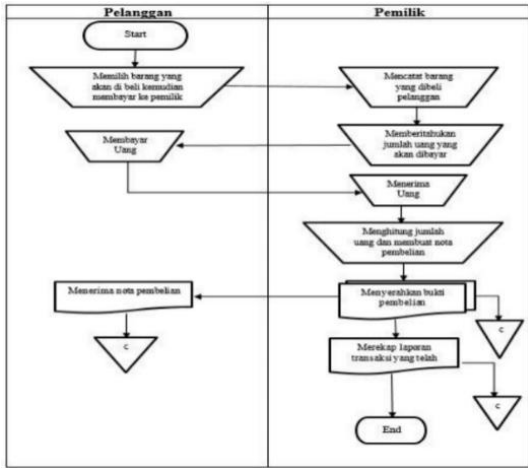 Pelanggan
Pemilik
Start
Memilih barang yang
akan di beli kemudian
membayar ke pemilik
Mencatat barang
yang dibeli
pelanggan
Memberitahukan
jumlah uang yang
akan dibayar
Membayar
Uang
Menerima
Uang
Menghitung jumlah
uang dan membuat nota
pembelian
Menerima nota pembelian
Menyerahkan bukti
pembelian
c
c
Merekap laporan
transaksi yang telah
c
End